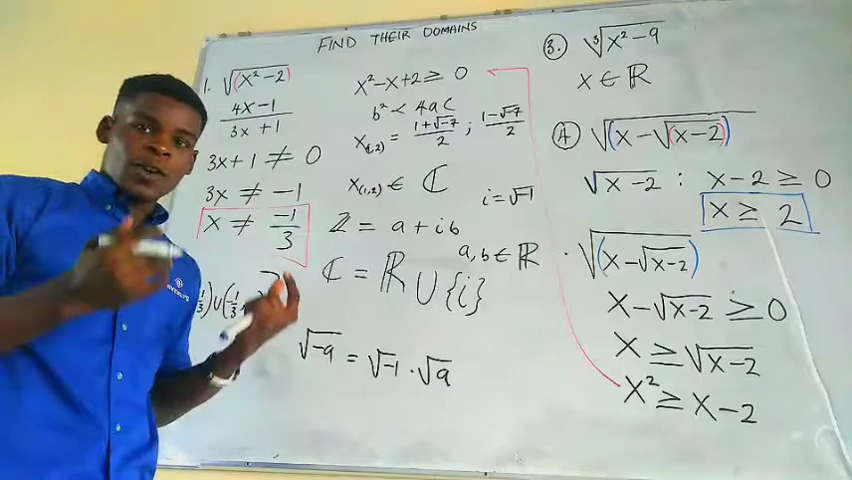 FIND THEIR DOMAINS
1. √(x²-2)
4x-1
3x+1
3x+1 ≠ 0
3x ≠ -1
x ≠ -1/3
1/3)∪(-1/3
x²-x+2 ≥ 0
b² < 4ac
x(1,2) = (1+√-7)/2 ; (1-√-7)/2
x(1,2) ∈ ℂ
i = √-1
ℤ = a + ib
a, b ∈ ℝ
ℂ = ℝ ∪ {i}
√-9 = √-1 · √9
3. ∛x²-9
x ∈ ℝ
4. √(x-√(x-2))
√x-2 : x-2 ≥ 0
x ≥ 2
· √(x-√x-2)
x-√x-2 ≥ 0
x ≥ √x-2
x² ≥ x-2